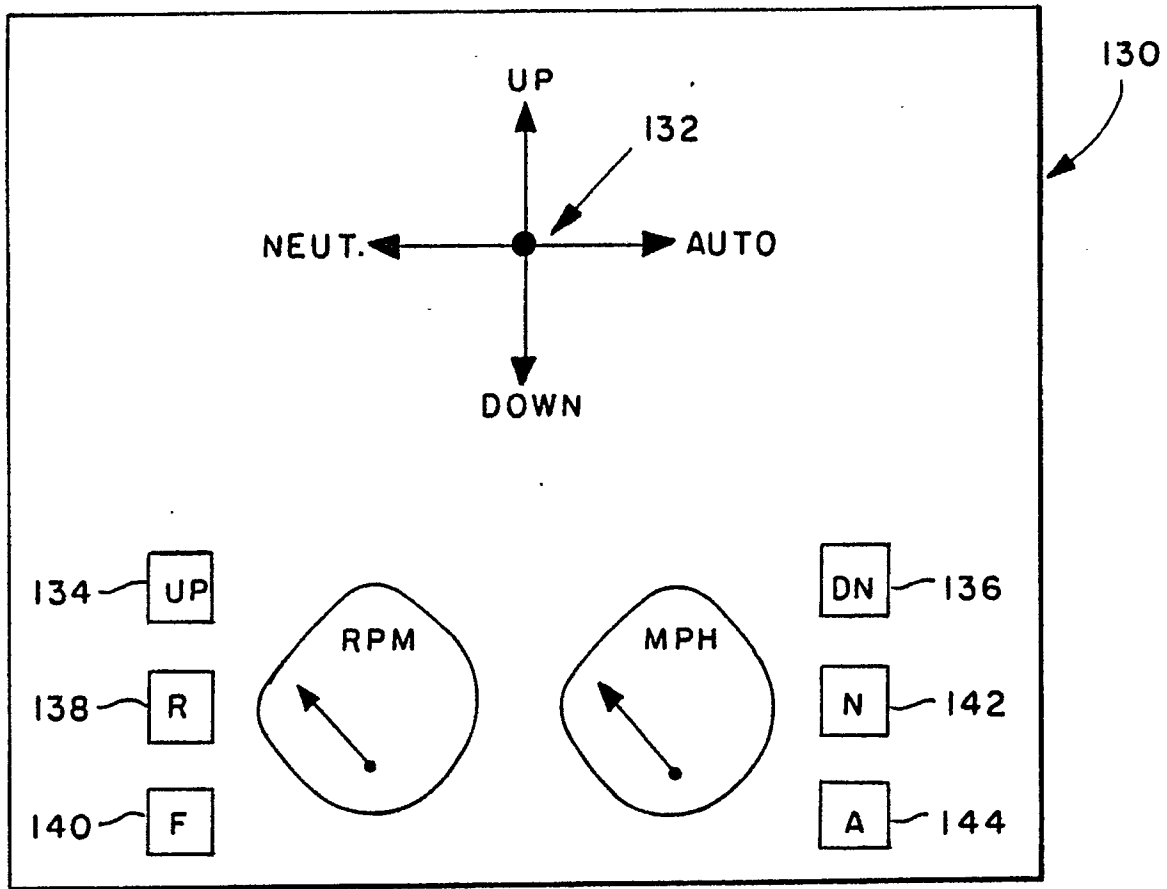 130
UP
132
NEUT. AUTO
DOWN
134 UP DN 136
RPM MPH
138 R N 142
140 F A 144